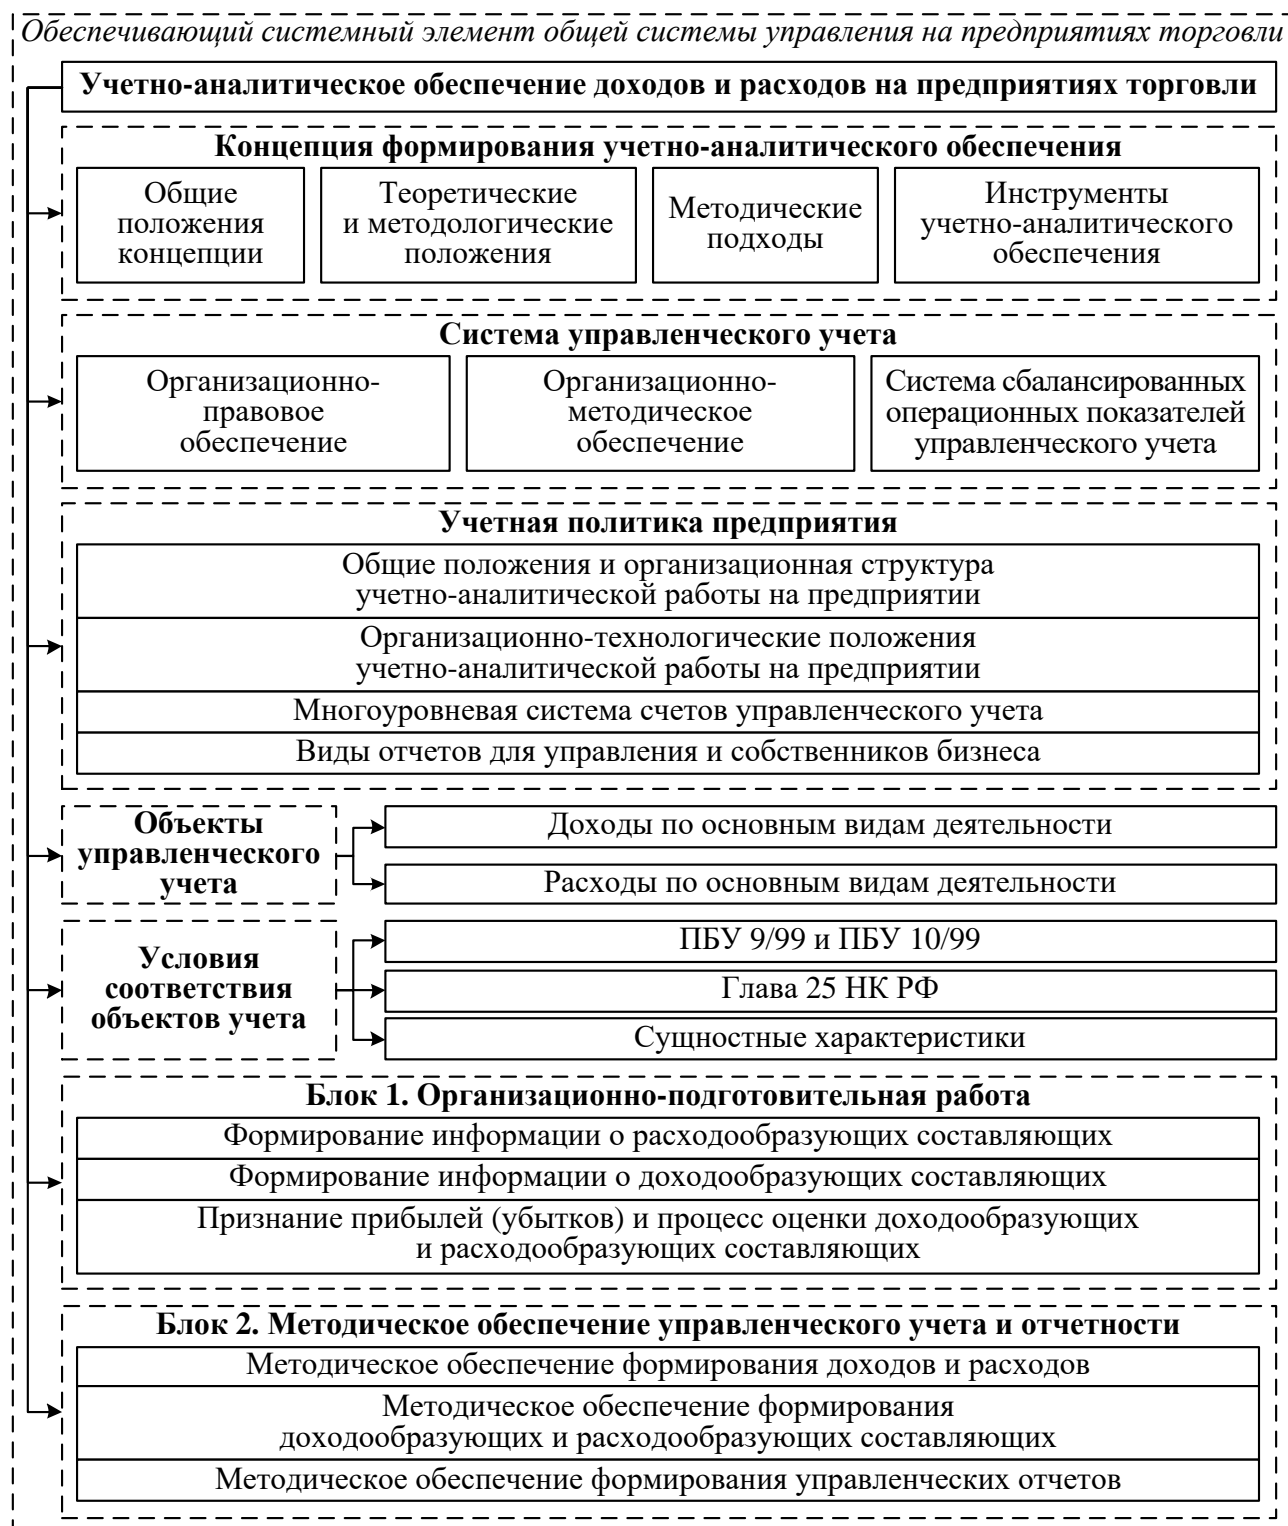 Обеспечивающий системный элемент общей системы управления на предприятиях торговли
Учетно-аналитическое обеспечение доходов и расходов на предприятиях торговли
Концепция формирования учетно-аналитического обеспечения
Общие
положения
концепции
Теоретические
и методологические
положения
Методические
подходы
Инструменты
учетно-аналитического
обеспечения
Система управленческого учета
Организационно-
правовое
обеспечение
Организационно-
методическое
обеспечение
Система сбалансированных
операционных показателей
управленческого учета
Учетная политика предприятия
Общие положения и организационная структура
учетно-аналитической работы на предприятии
Организационно-технологические положения
учетно-аналитической работы на предприятии
Многоуровневая система счетов управленческого учета
Виды отчетов для управления и собственников бизнеса
Объекты
управленческого
учета
Доходы по основным видам деятельности
Расходы по основным видам деятельности
Условия
соответствия
объектов учета
ПБУ 9/99 и ПБУ 10/99
Глава 25 НК РФ
Сущностные характеристики
Блок 1. Организационно-подготовительная работа
Формирование информации о расходообразующих составляющих
Формирование информации о доходообразующих составляющих
Признание прибылей (убытков) и процесс оценки доходообразующих
и расходообразующих составляющих
Блок 2. Методическое обеспечение управленческого учета и отчетности
Методическое обеспечение формирования доходов и расходов
Методическое обеспечение формирования
доходообразующих и расходообразующих составляющих
Методическое обеспечение формирования управленческих отчетов